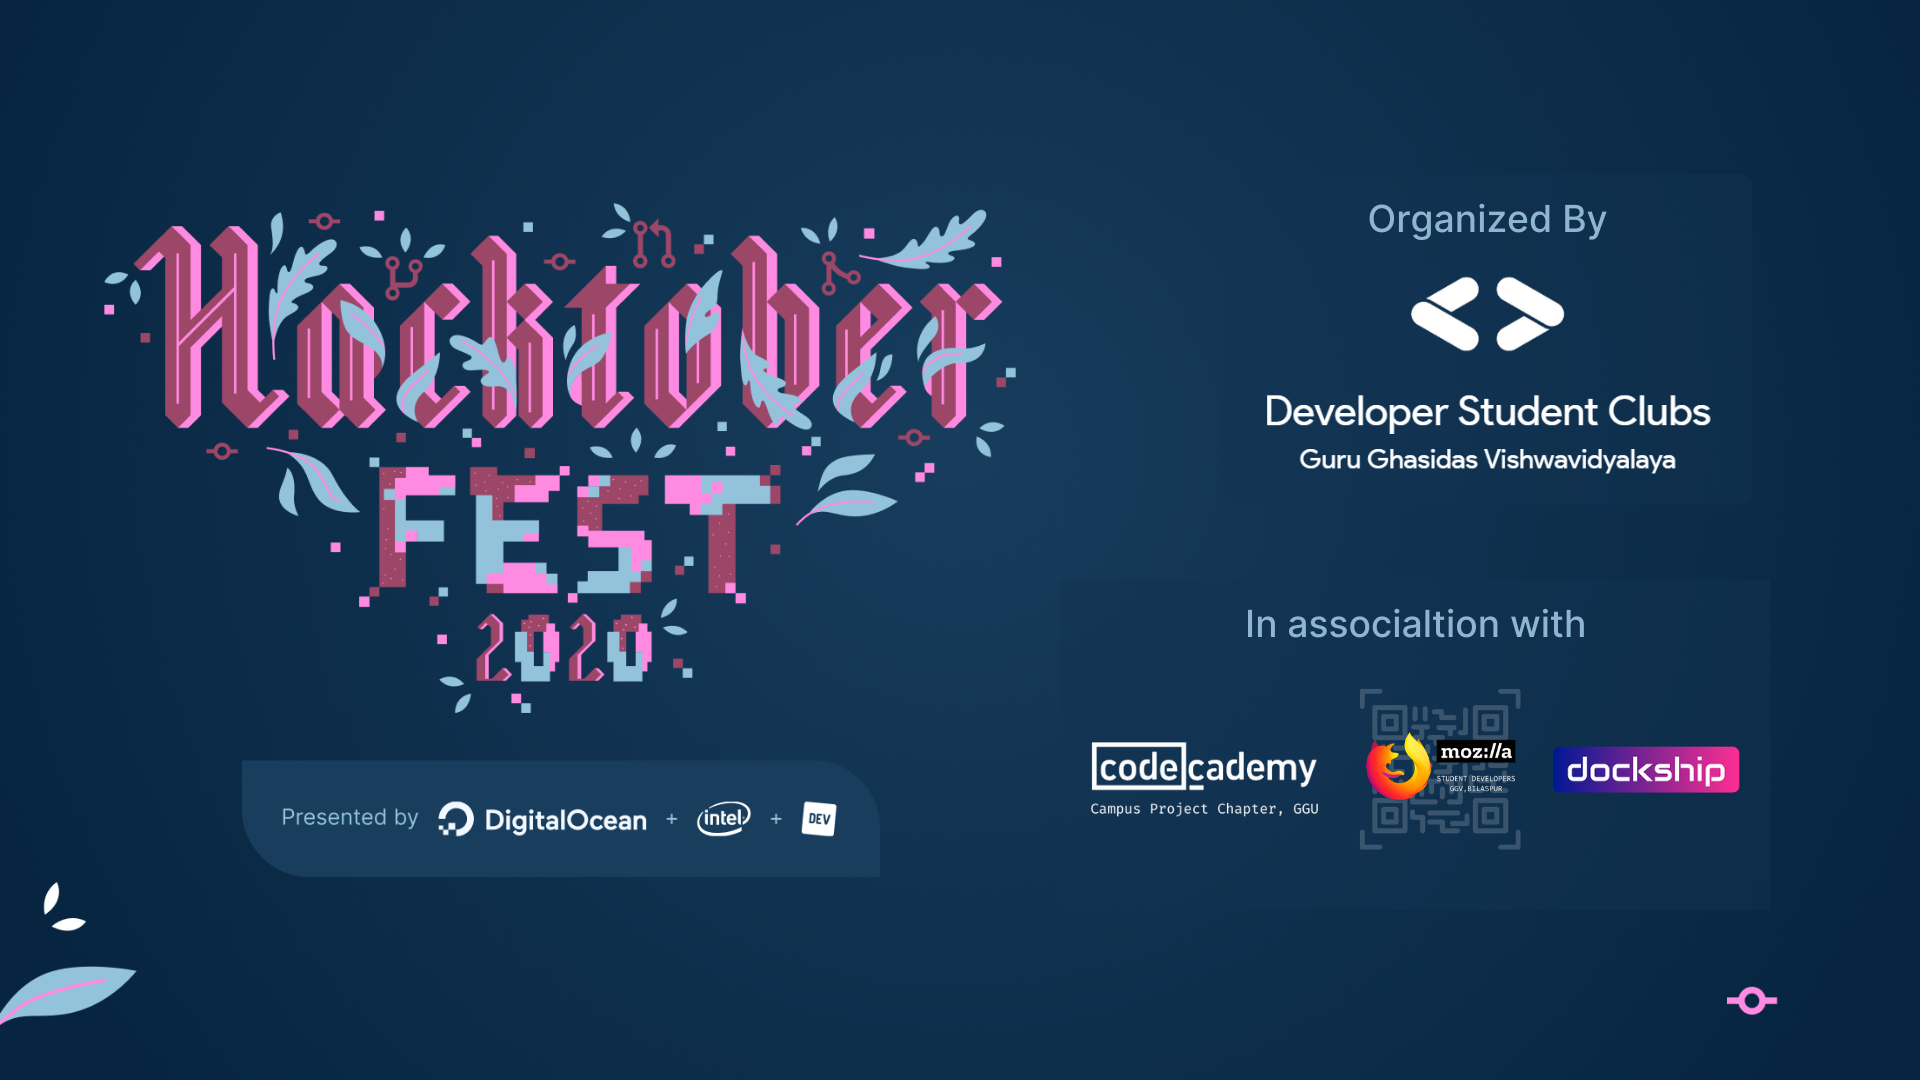 Hacktober
FEST
2020
Presented by DigitalOcean + intel + DEV
Organized By
Developer Student Clubs
Guru Ghasidas Vishwavidyalaya
In associaltion with
codecademy
Campus Project Chapter, GGU
moz://a
STUDENT DEVELOPERS
GGV,BILASPUR
dockship